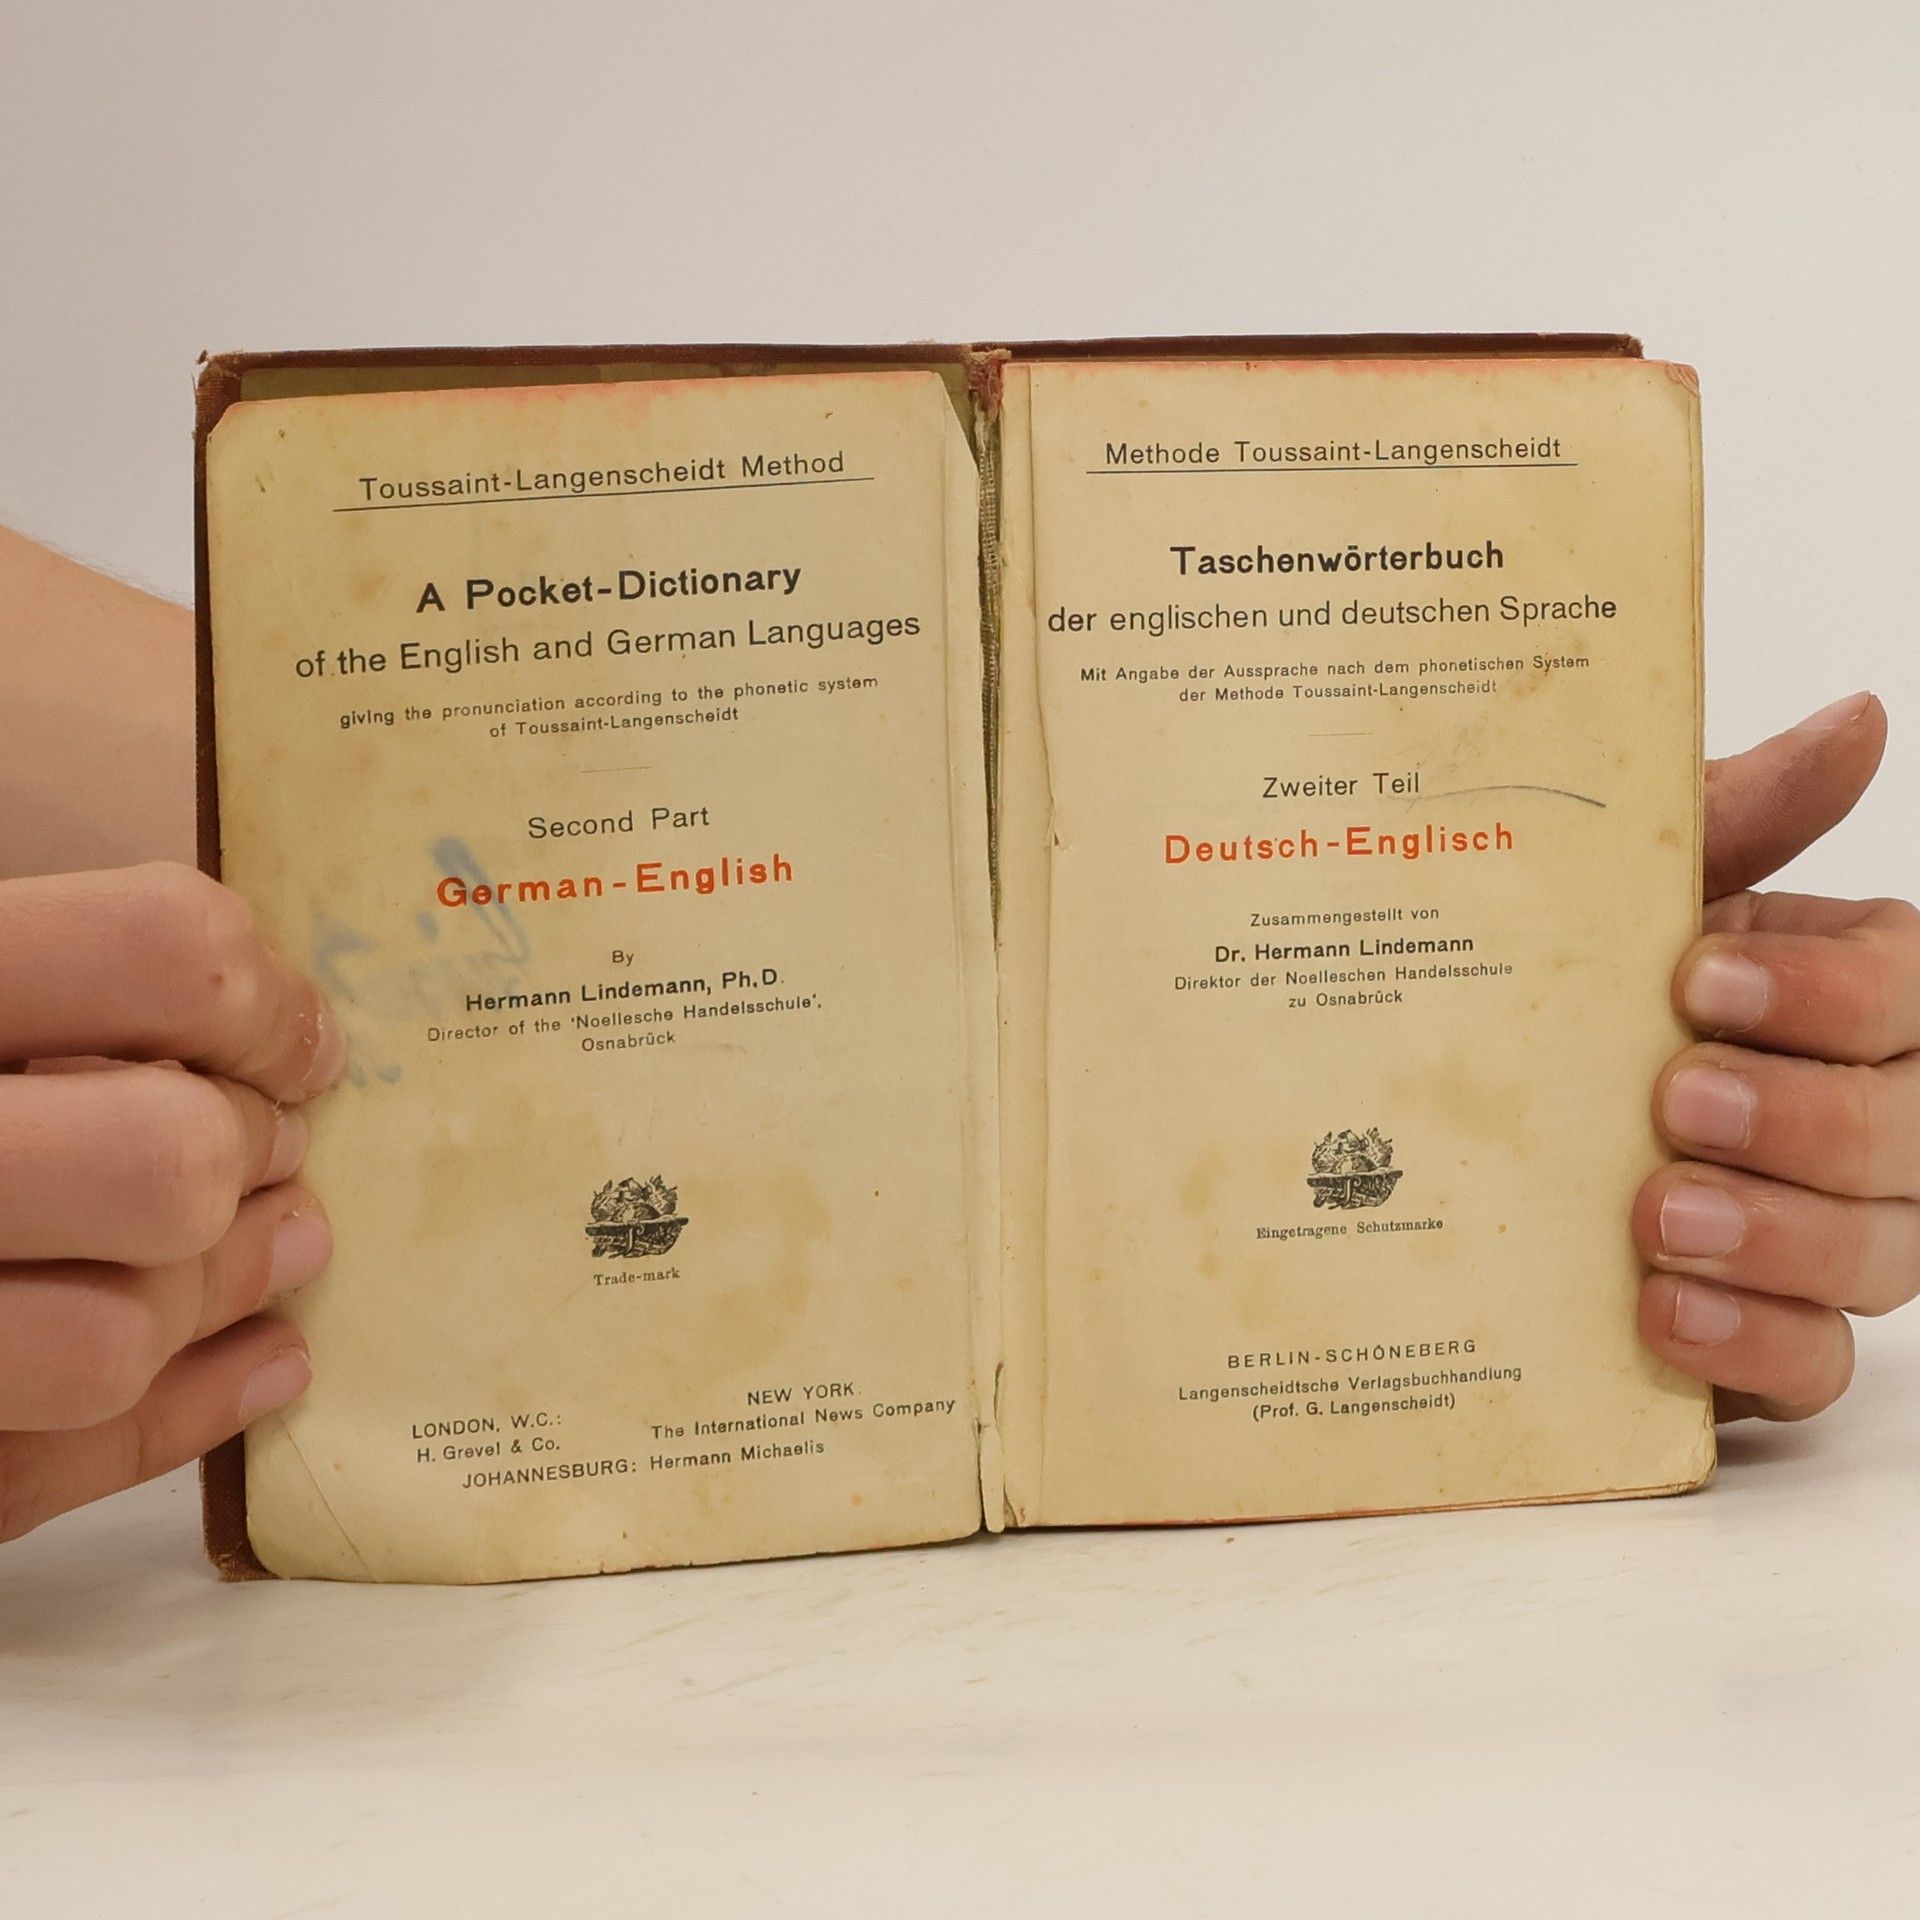 Toussaint-Langenscheidt Method
A Pocket-Dictionary
of the English and German Languages
giving the pronunciation according to the phonetic system
of Toussaint-Langenscheidt
Second Part
German-English
By
Hermann Lindemann, Ph.D.
Director of the 'Noellesche Handelsschule',
Osnabrück
Trade-mark
LONDON, W.C.:
H. Grevel & Co.
NEW YORK:
The International News Company
JOHANNESBURG: Hermann Michaelis
Methode Toussaint-Langenscheidt
Taschenwörterbuch
der englischen und deutschen Sprache
Mit Angabe der Aussprache nach dem phonetischen System
der Methode Toussaint-Langenscheidt
Zweiter Teil
Deutsch-Englisch
Zusammengestellt von
Dr. Hermann Lindemann
Direktor der Noelleschen Handelsschule
zu Osnabrück
Eingetragene Schutzmarke
BERLIN-SCHÖNEBERG
Langenscheidtsche Verlagsbuchhandlung
(Prof. G. Langenscheidt)